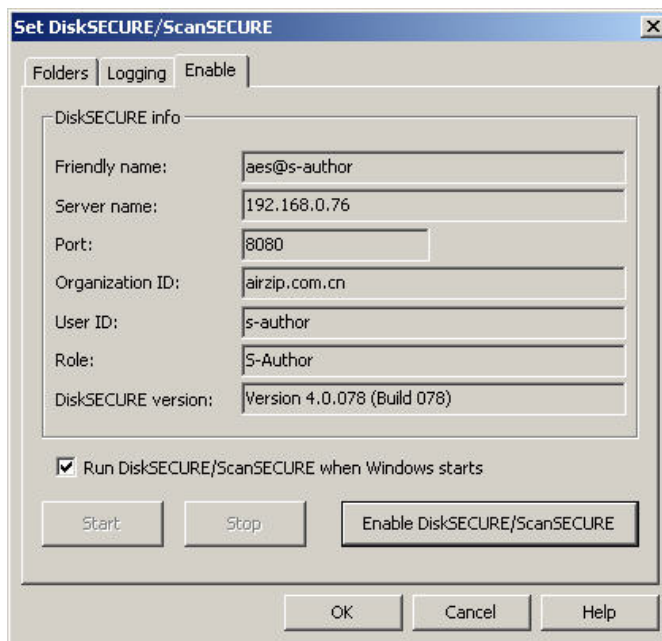 Set DiskSECURE/ScanSECURE
Folders Logging Enable
DiskSECURE info
Friendly name: aes@s-author
Server name: 192.168.0.76
Port: 8080
Organization ID: airzip.com.cn
User ID: s-author
Role: S-Author
DiskSECURE version: Version 4.0.078 (Build 078)
Run DiskSECURE/ScanSECURE when Windows starts
Start Stop Enable DiskSECURE/ScanSECURE
OK Cancel Help